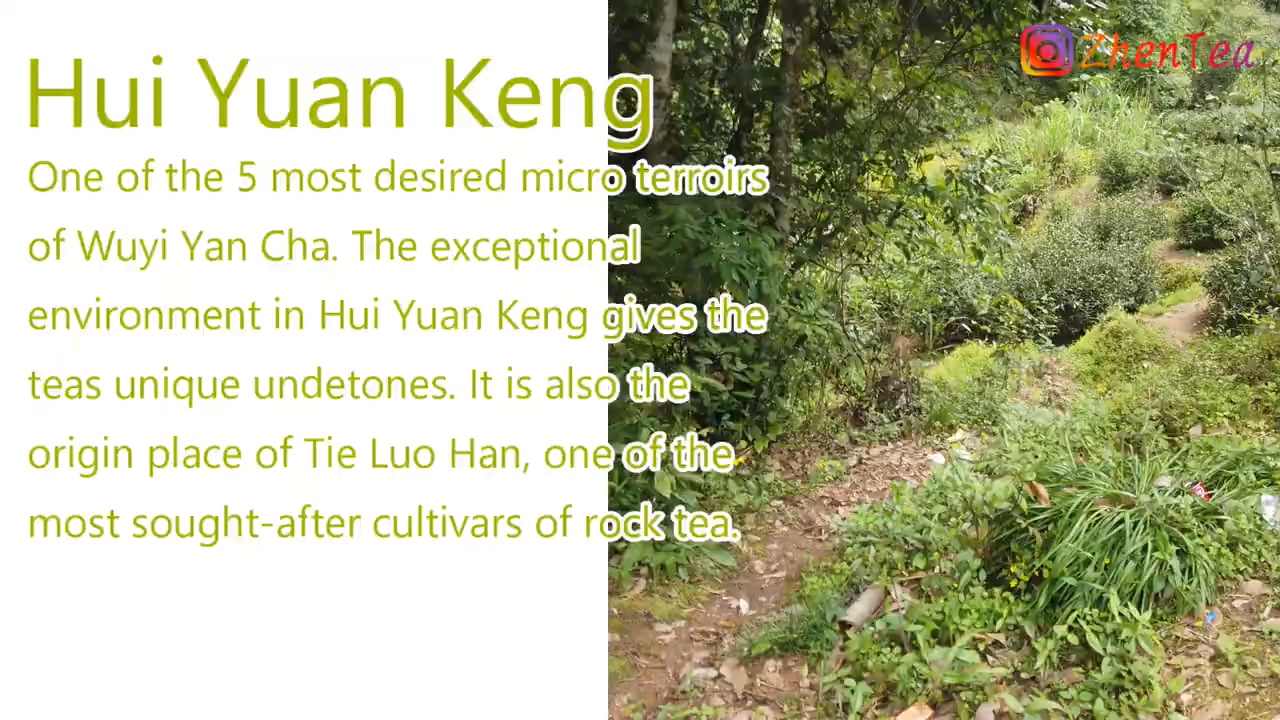 ZhenTea
Hui Yuan Keng
One of the 5 most desired micro terroirs
of Wuyi Yan Cha. The exceptional
environment in Hui Yuan Keng gives the
teas unique undetones. It is also the
origin place of Tie Luo Han, one of the
most sought-after cultivars of rock tea.